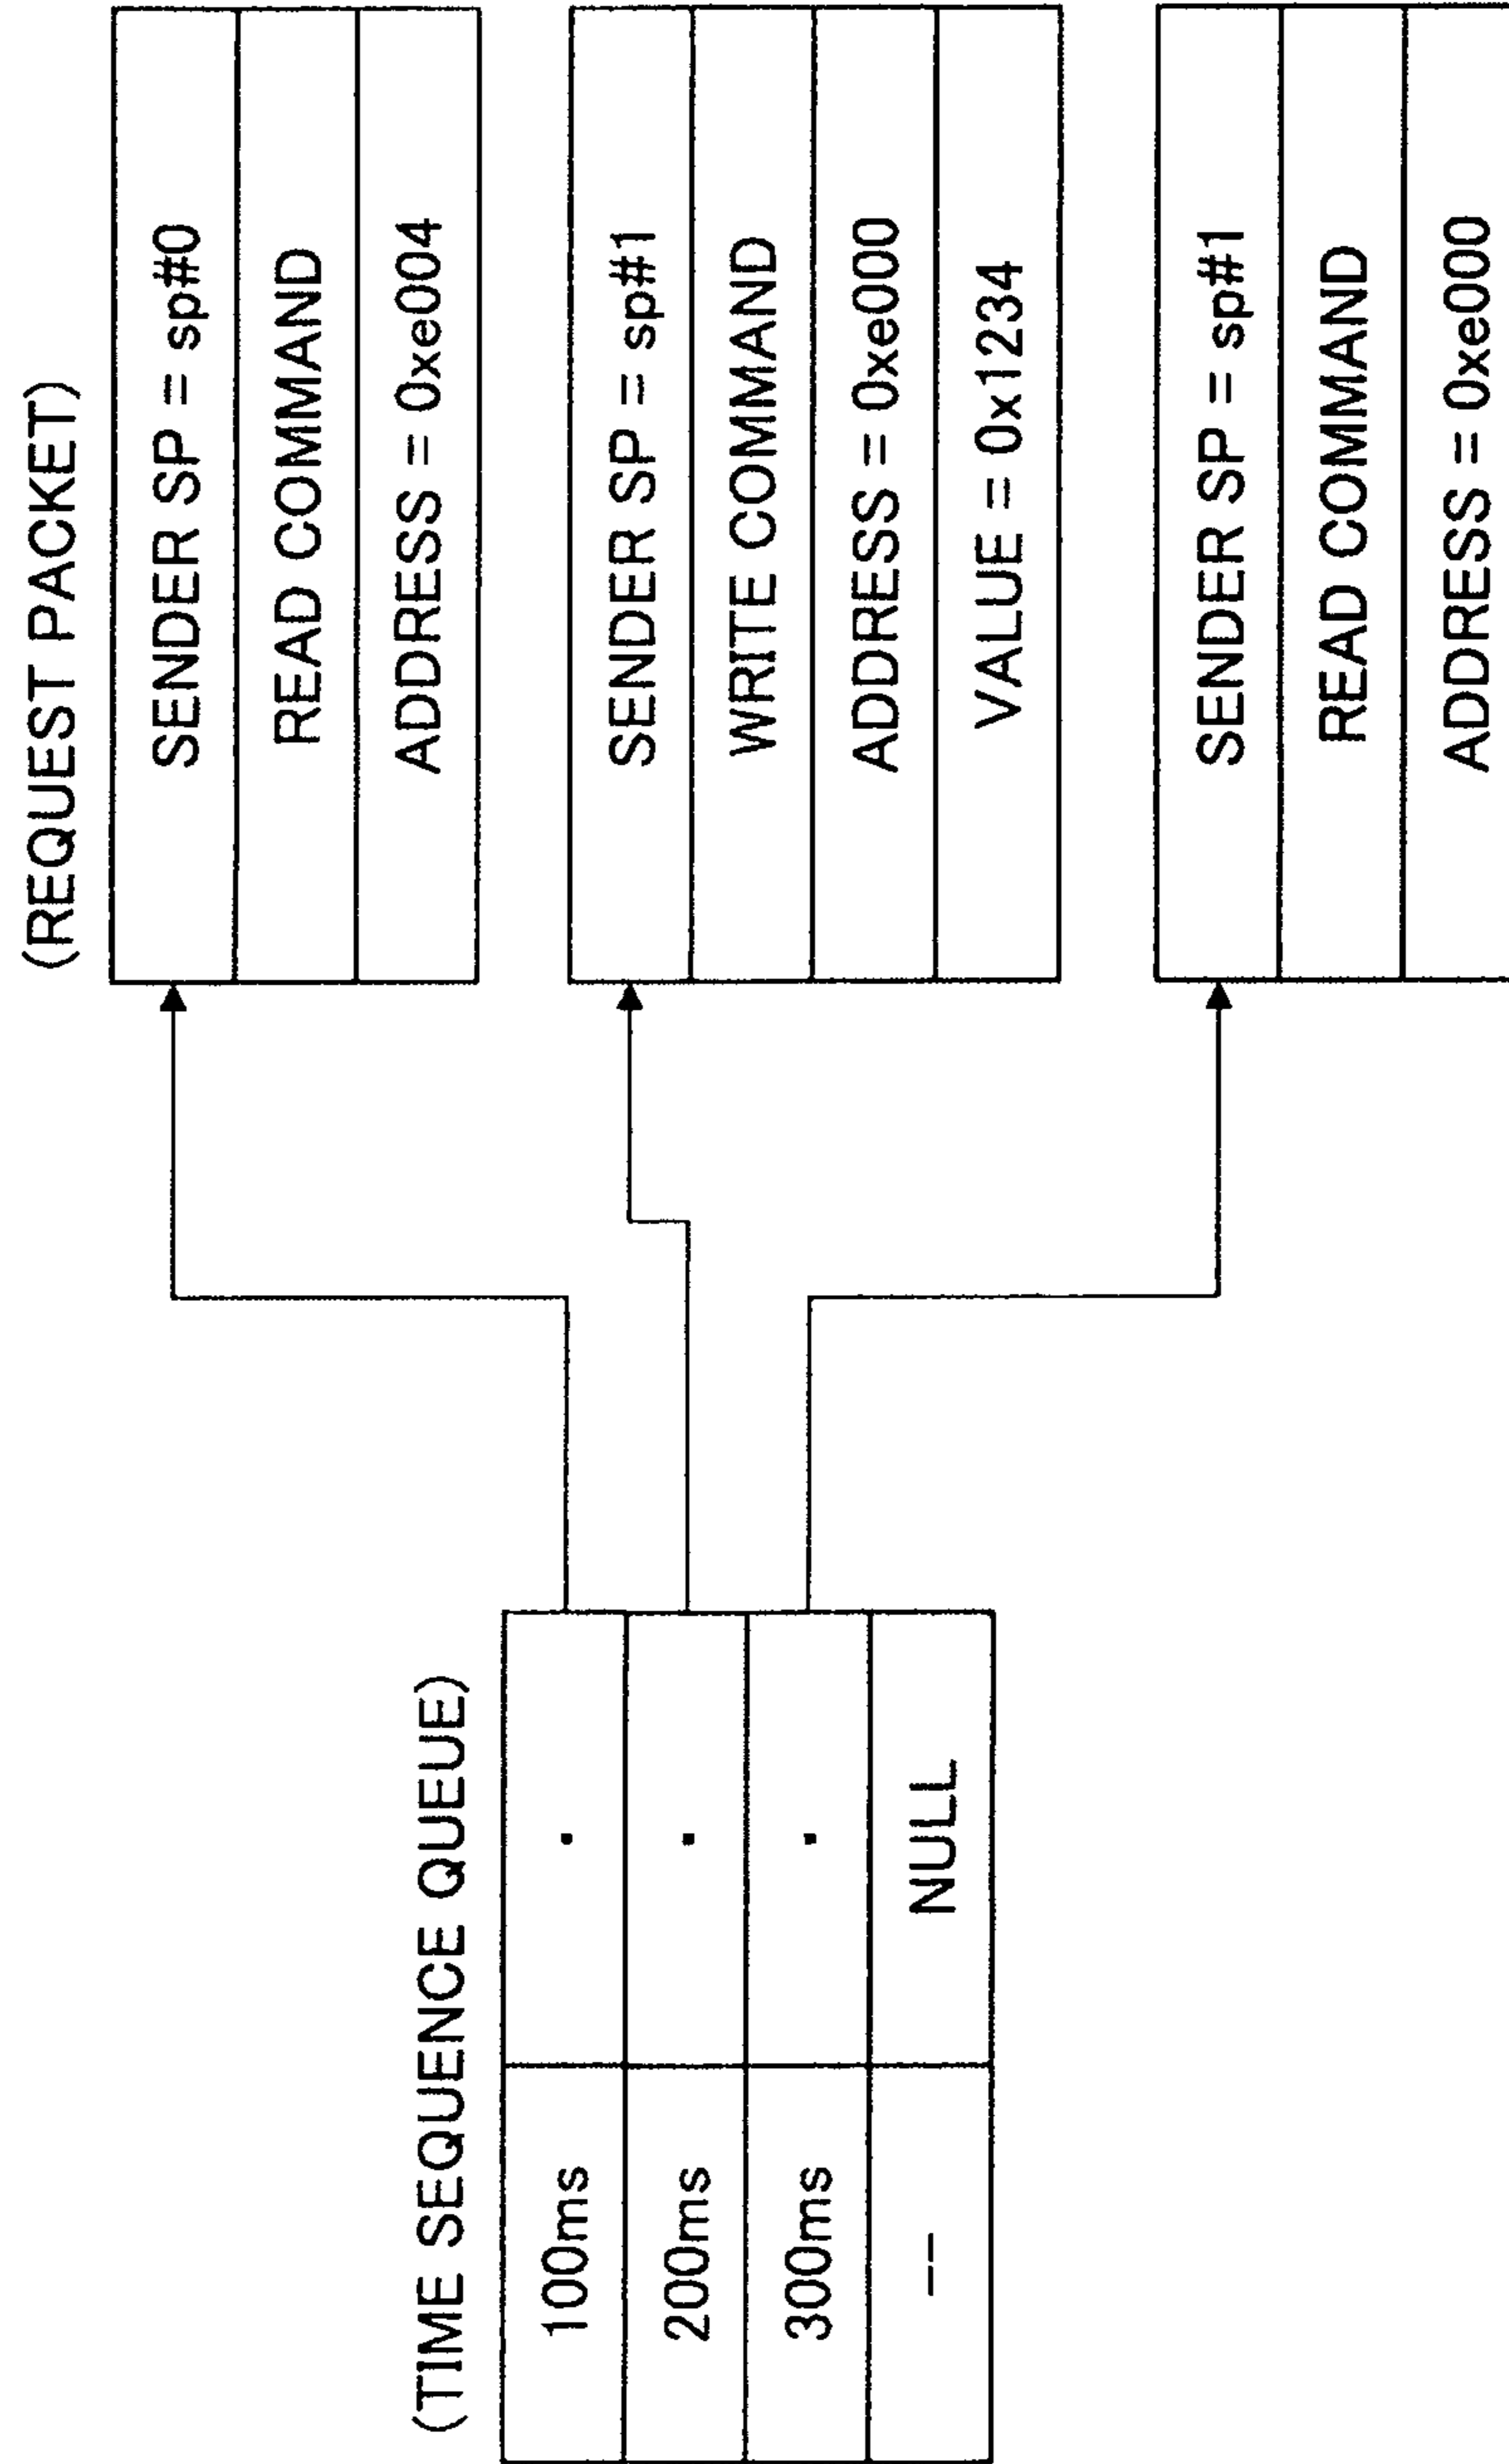 (TIME SEQUENCE QUEUE)
100ms .
200ms .
300ms .
-- NULL
(REQUEST PACKET)
SENDER SP = sp#0
READ COMMAND
ADDRESS = 0xe004
SENDER SP = sp#1
WRITE COMMAND
ADDRESS = 0xe000
VALUE = 0x1234
SENDER SP = sp#1
READ COMMAND
ADDRESS = 0xe000